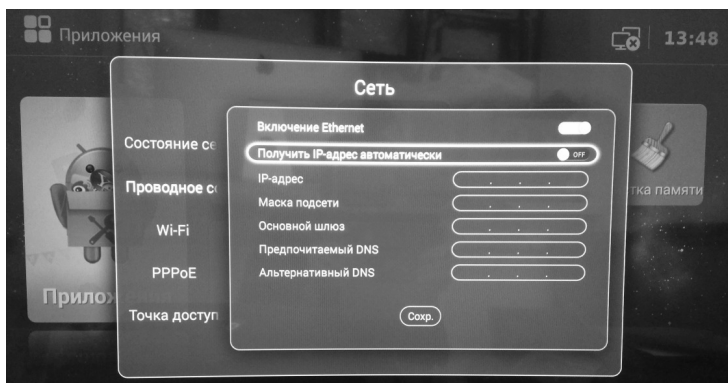 Приложения
13:48
Сеть
Состояние се
Проводное с
Wi-Fi
PPPoE
Точка доступ
Включение Ethernet
Получить IP-адрес автоматически
OFF
IP-адрес
Маска подсети
Основной шлюз
Предпочитаемый DNS
Альтернативный DNS
Сохр.
Прилож
тка памяти